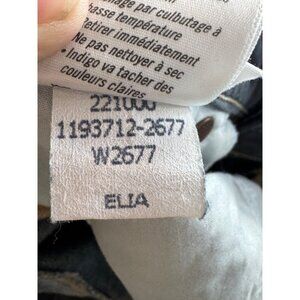 par culbutage à
basse température
Retirer immédiatement
• Ne pas nettoyer à sec
• Indigo va tacher des
couleurs claires
221000
1193712-2677
W2677
ELIA